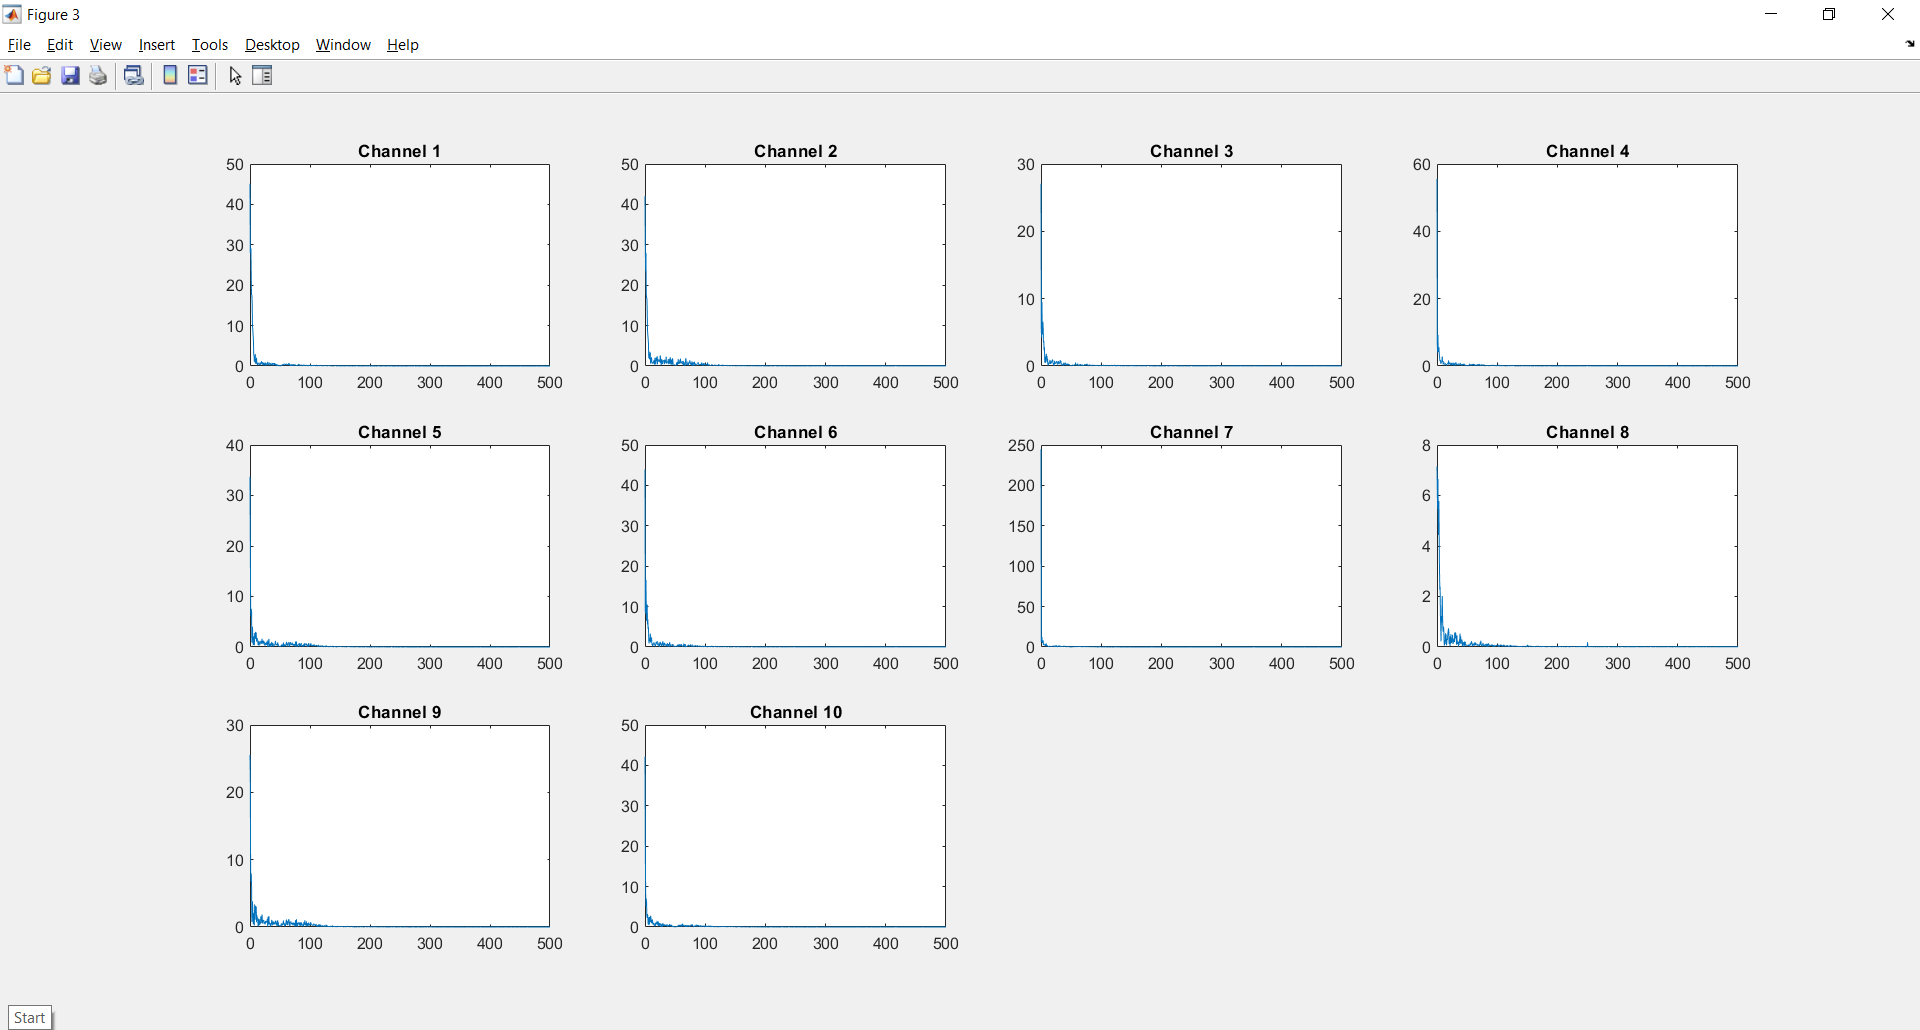 Figure 3
File Edit View Insert Tools Desktop Window Help
Channel 1
50
40
30
20
10
0
0 100 200 300 400 500
Channel 2
50
40
30
20
10
0
0 100 200 300 400 500
Channel 3
30
20
10
0
0 100 200 300 400 500
Channel 4
60
40
20
0
0 100 200 300 400 500
Channel 5
40
30
20
10
0
0 100 200 300 400 500
Channel 6
50
40
30
20
10
0
0 100 200 300 400 500
Channel 7
250
200
150
100
50
0
0 100 200 300 400 500
Channel 8
8
6
4
2
0
0 100 200 300 400 500
Channel 9
30
20
10
0
0 100 200 300 400 500
Channel 10
50
40
30
20
10
0
0 100 200 300 400 500
Start